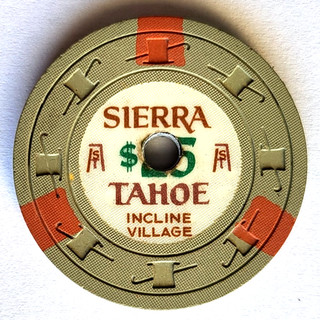 SIERRA
$25
TAHOE
INCLINE
VILLAGE